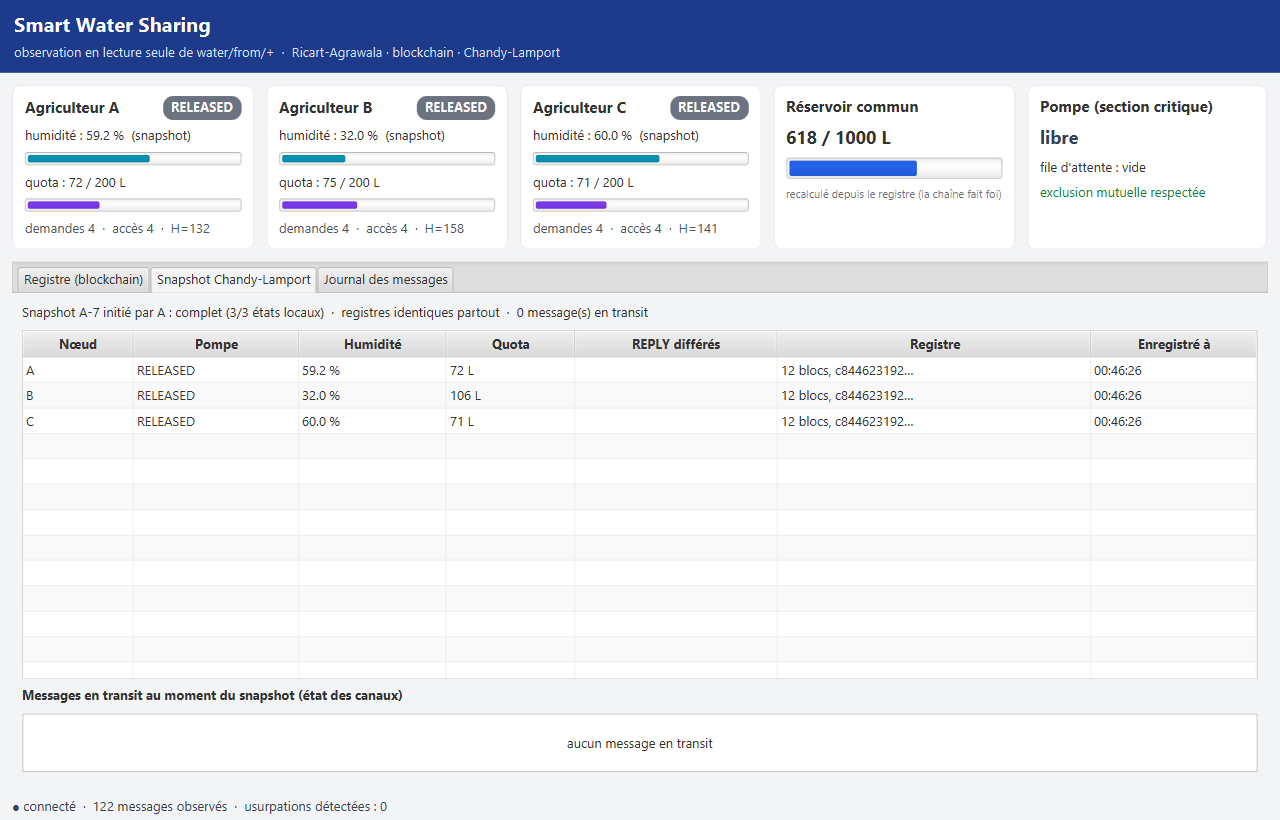 Smart Water Sharing
observation en lecture seule de water/from/+ · Ricart-Agrawala · blockchain · Chandy-Lamport
Agriculteur A RELEASED
humidité : 59.2 % (snapshot)
quota : 72 / 200 L
demandes 4 · accès 4 · H=132
Agriculteur B RELEASED
humidité : 32.0 % (snapshot)
quota : 75 / 200 L
demandes 4 · accès 4 · H=158
Agriculteur C RELEASED
humidité : 60.0 % (snapshot)
quota : 71 / 200 L
demandes 4 · accès 4 · H=141
Réservoir commun
618 / 1000 L
recalculé depuis le registre (la chaîne fait foi)
Pompe (section critique)
libre
file d'attente : vide
exclusion mutuelle respectée
Registre (blockchain) Snapshot Chandy-Lamport Journal des messages
Snapshot A-7 initié par A : complet (3/3 états locaux) · registres identiques partout · 0 message(s) en transit
Nœud Pompe Humidité Quota REPLY différés Registre Enregistré à
A RELEASED 59.2 % 72 L 12 blocs, c844623192... 00:46:26
B RELEASED 32.0 % 106 L 12 blocs, c844623192... 00:46:26
C RELEASED 60.0 % 71 L 12 blocs, c844623192... 00:46:26
Messages en transit au moment du snapshot (état des canaux)
aucun message en transit
● connecté · 122 messages observés · usurpations détectées : 0